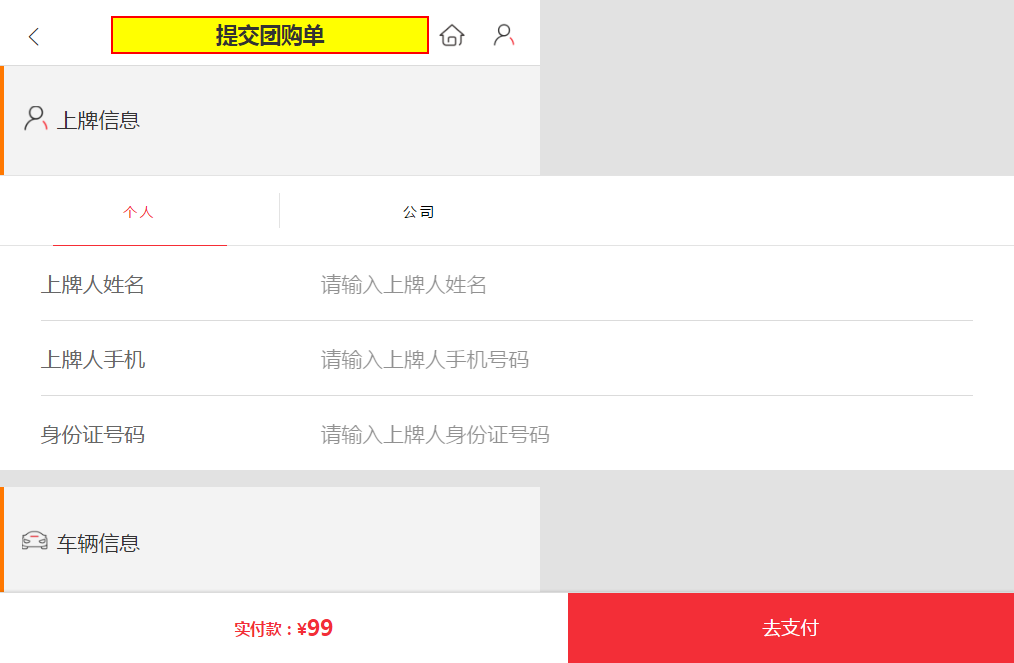 提交团购单
上牌信息
个人 公司
上牌人姓名 请输入上牌人姓名
上牌人手机 请输入上牌人手机号码
身份证号码 请输入上牌人身份证号码
车辆信息
实付款：¥99 去支付